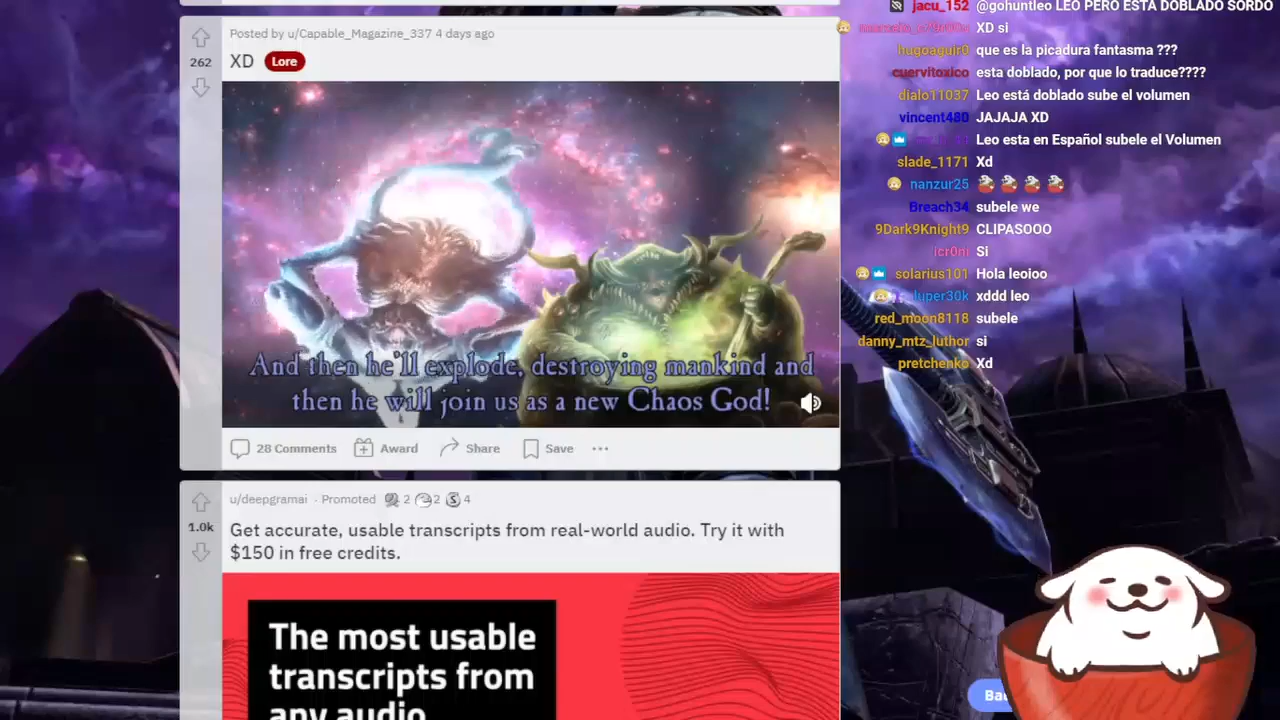 Posted by u/Capable_Magazine_337 4 days ago
262
XD Lore
And then he'll explode, destroying mankind and
then he will join us as a new Chaos God!
28 Comments Award Share Save
u/deepgramai · Promoted 2 2 4
1.0k
Get accurate, usable transcripts from real-world audio. Try it with
$150 in free credits.
The most usable
transcripts from
any audio
jacu_152 @gohuntleo LEO PERO ESTÁ DOBLADO SORDO
XD si
hugoaguir0 que es la picadura fantasma ???
cuervitoxico esta doblado, por que lo traduce????
dialo11037 Leo está doblado sube el volumen
vincent480 JAJAJA XD
Leo esta en Español subele el Volumen
slade_1171 Xd
nanzur25
Breach34 subele we
9Dark9Knight9 CLIPASOOO
icr0ni Si
solarius101 Hola leoioo
luper30k xddd leo
red_moon8118 subele
danny_mtz_luthor si
pretchenko Xd